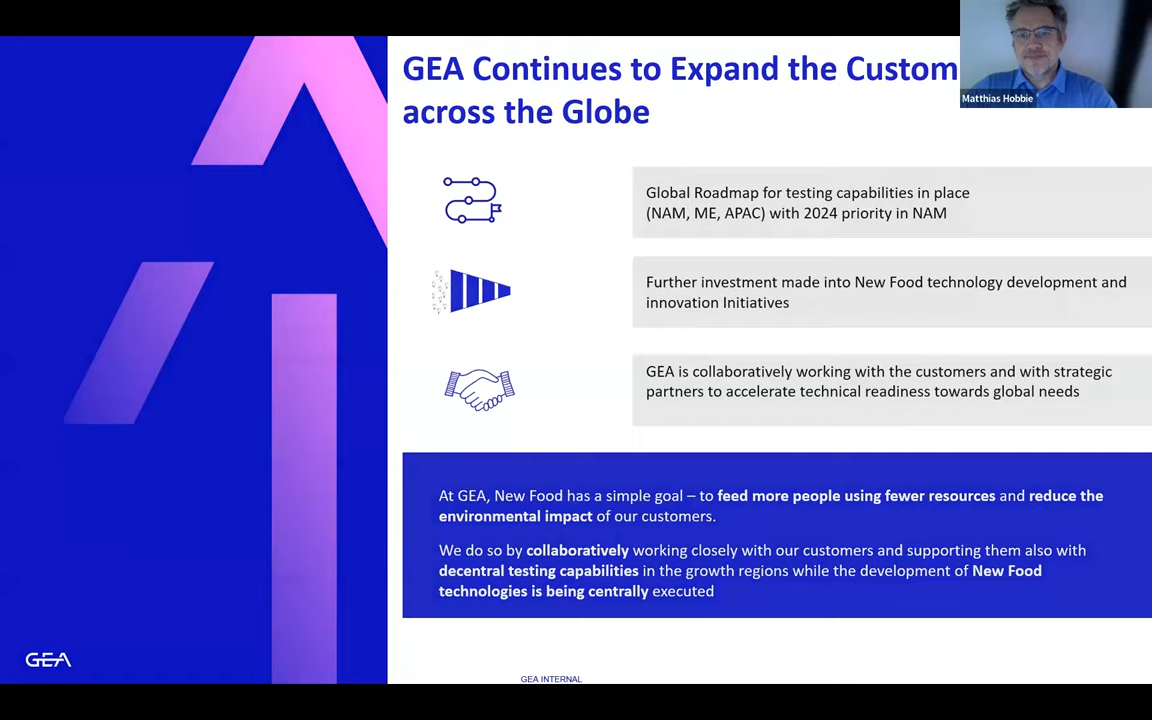 GEA Continues to Expand the Custom
across the Globe
Matthias Hobbie
Global Roadmap for testing capabilities in place
(NAM, ME, APAC) with 2024 priority in NAM
Further investment made into New Food technology development and
innovation Initiatives
GEA is collaboratively working with the customers and with strategic
partners to accelerate technical readiness towards global needs
At GEA, New Food has a simple goal – to feed more people using fewer resources and reduce the
environmental impact of our customers.
We do so by collaboratively working closely with our customers and supporting them also with
decentral testing capabilities in the growth regions while the development of New Food
technologies is being centrally executed
GEA
GEA INTERNAL